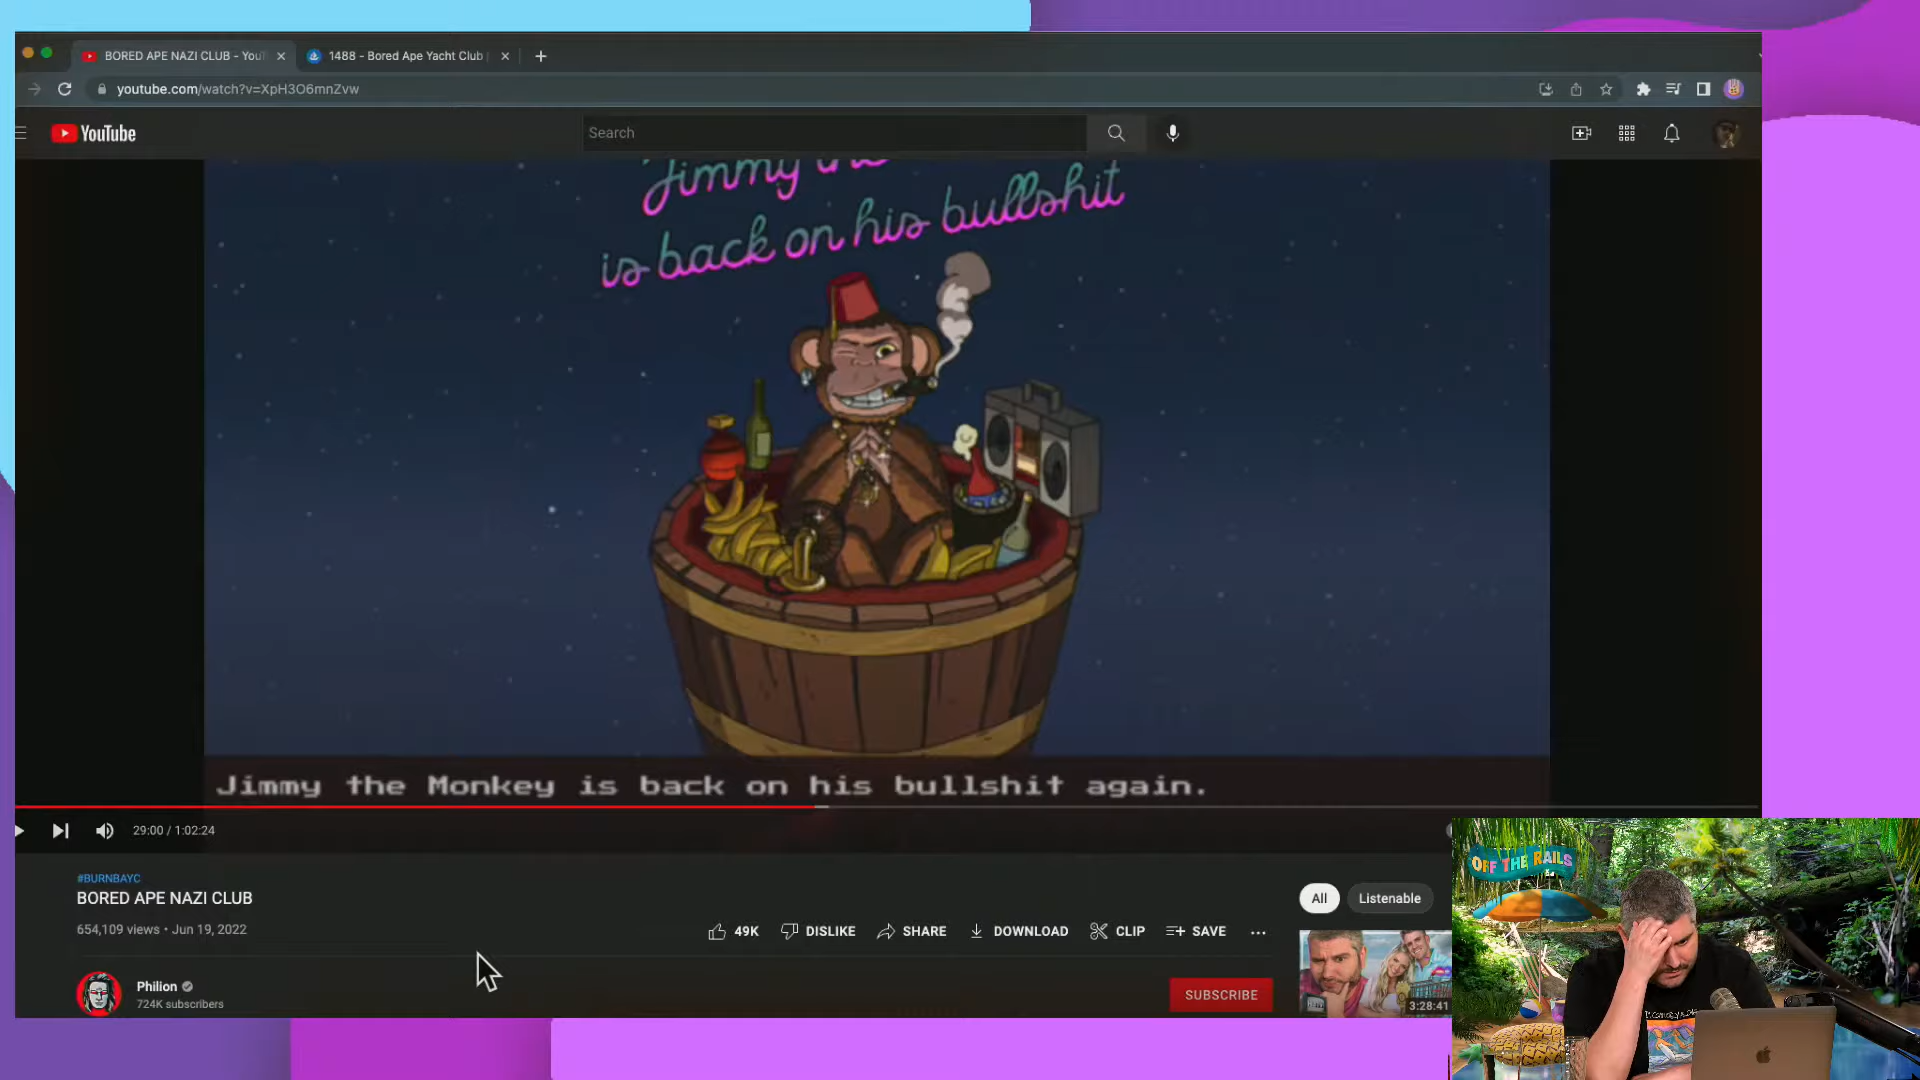 BORED APE NAZI CLUB - YouT
1488 - Bored Ape Yacht Club
youtube.com/watch?v=XpH3O6mnZvw
YouTube
Search
Jimmy the
is back on his bullshit
Jimmy the Monkey is back on his bullshit again.
29:00 / 1:02:24
#BURNBAYC
BORED APE NAZI CLUB
654,109 views • Jun 19, 2022
49K
DISLIKE
SHARE
DOWNLOAD
CLIP
SAVE
All
Listenable
Philion
724K subscribers
SUBSCRIBE
3:28:41
OFF THE RAILS